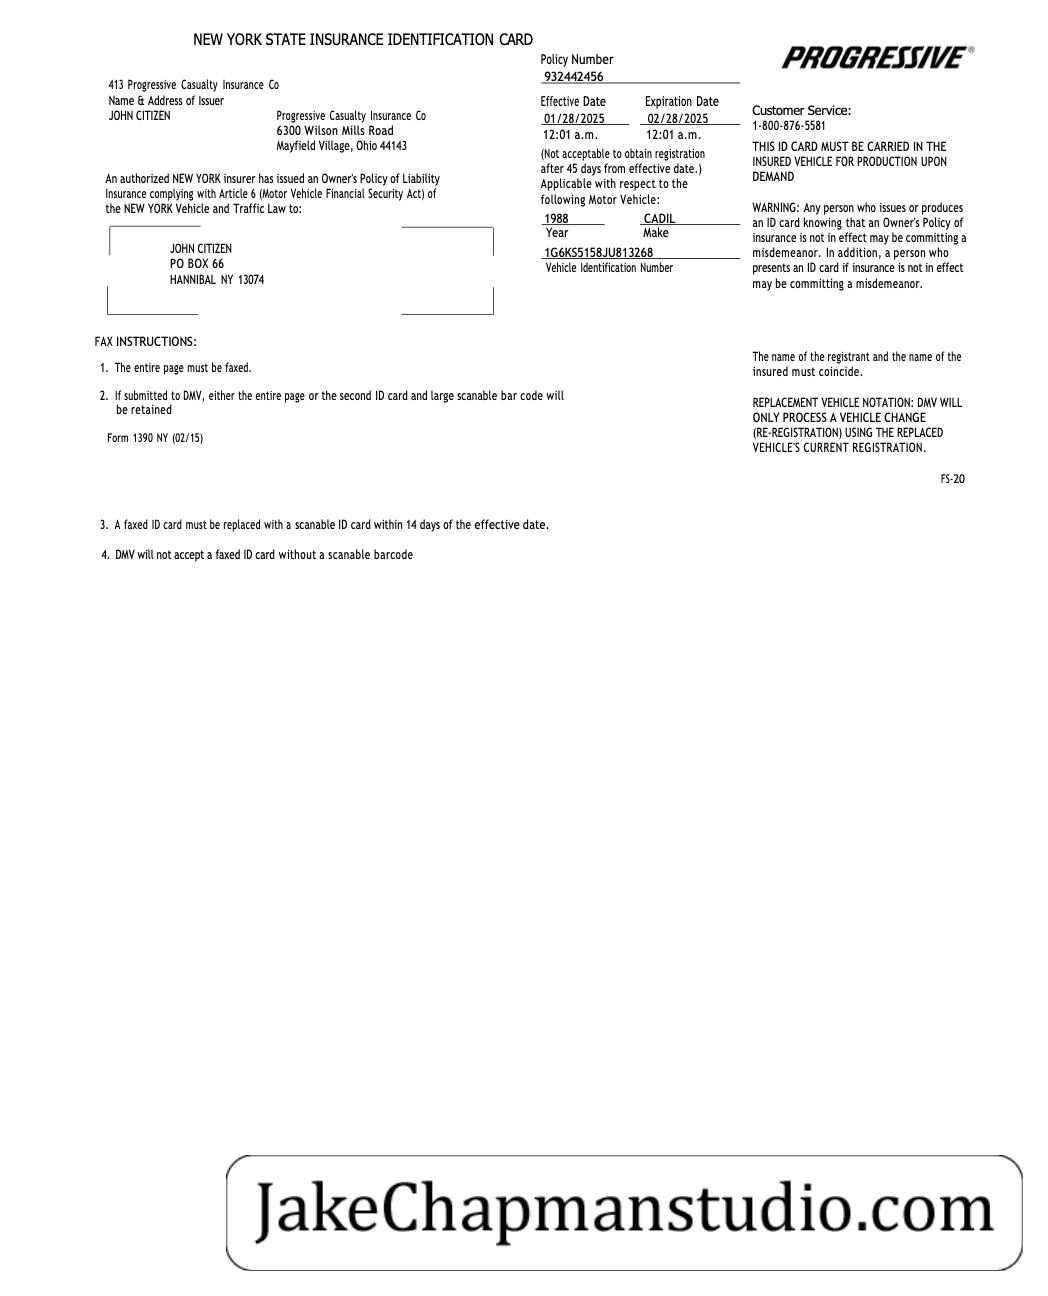 NEW YORK STATE INSURANCE IDENTIFICATION CARD
413 Progressive Casualty Insurance Co
Name & Address of Issuer
JOHN CITIZEN
Progressive Casualty Insurance Co
6300 Wilson Mills Road
Mayfield Village, Ohio 44143
An authorized NEW YORK insurer has issued an Owner's Policy of Liability
Insurance complying with Article 6 (Motor Vehicle Financial Security Act) of
the NEW YORK Vehicle and Traffic Law to:
JOHN CITIZEN
PO BOX 66
HANNIBAL NY 13074
Policy Number
932442456
Effective Date Expiration Date
01/28/2025 02/28/2025
12:01 a.m. 12:01 a.m.
(Not acceptable to obtain registration
after 45 days from effective date.)
Applicable with respect to the
following Motor Vehicle:
1988 CADIL
Year Make
1G6KS5158JU813268
Vehicle Identification Number
PROGRESSIVE®
Customer Service:
1-800-876-5581
THIS ID CARD MUST BE CARRIED IN THE
INSURED VEHICLE FOR PRODUCTION UPON
DEMAND
WARNING: Any person who issues or produces
an ID card knowing that an Owner's Policy of
insurance is not in effect may be committing a
misdemeanor. In addition, a person who
presents an ID card if insurance is not in effect
may be committing a misdemeanor.
The name of the registrant and the name of the
insured must coincide.
REPLACEMENT VEHICLE NOTATION: DMV WILL
ONLY PROCESS A VEHICLE CHANGE
(RE-REGISTRATION) USING THE REPLACED
VEHICLE'S CURRENT REGISTRATION.
FS-20
FAX INSTRUCTIONS:
1. The entire page must be faxed.
2. If submitted to DMV, either the entire page or the second ID card and large scanable bar code will
be retained
Form 1390 NY (02/15)
3. A faxed ID card must be replaced with a scanable ID card within 14 days of the effective date.
4. DMV will not accept a faxed ID card without a scanable barcode
JakeChapmanstudio.com